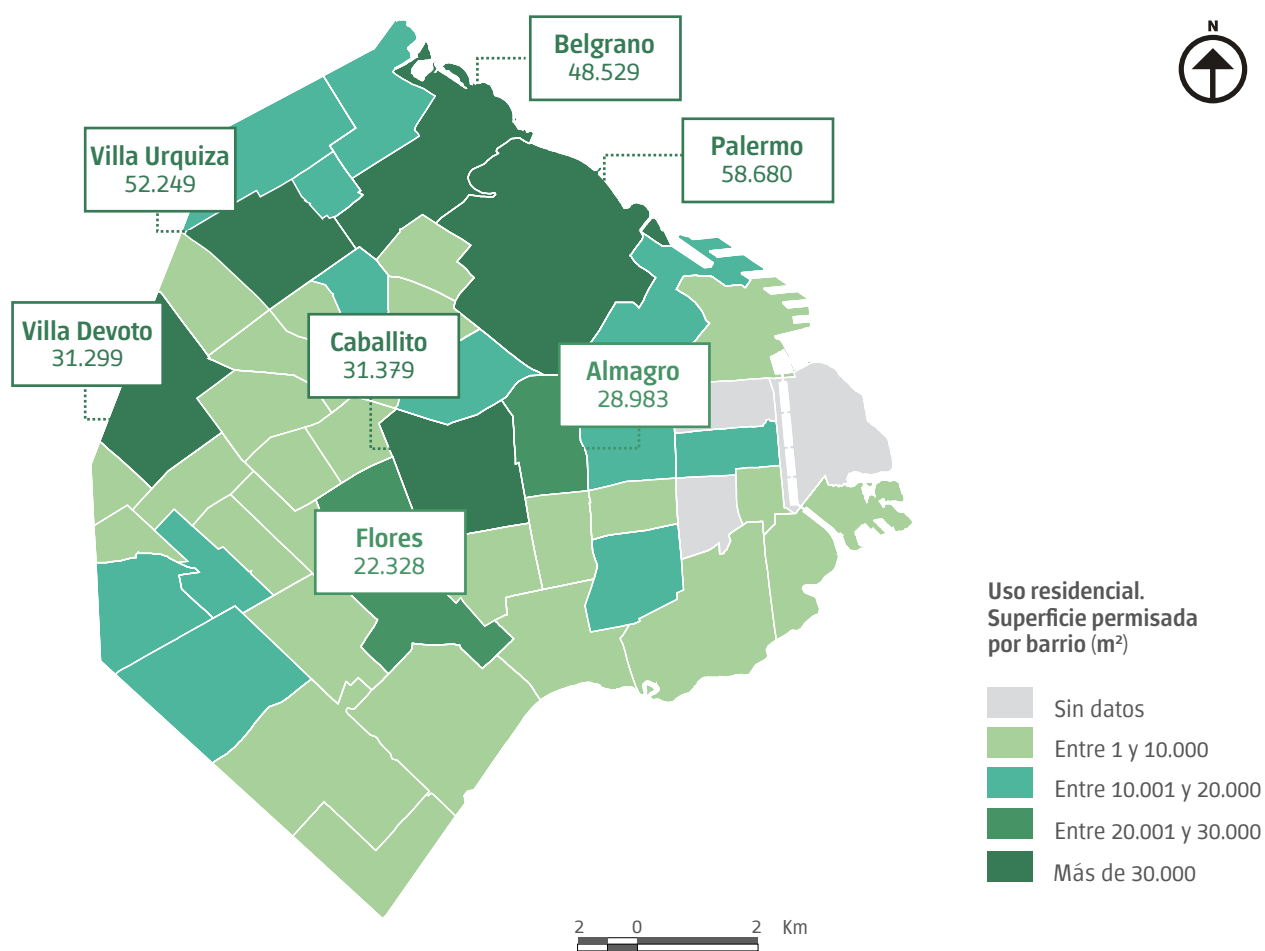 N
Belgrano
48.529
Villa Urquiza
52.249
Palermo
58.680
Villa Devoto
31.299
Caballito
31.379
Almagro
28.983
Flores
22.328
Uso residencial.
Superficie permisada
por barrio (m²)
Sin datos
Entre 1 y 10.000
Entre 10.001 y 20.000
Entre 20.001 y 30.000
Más de 30.000
2 0 2 Km